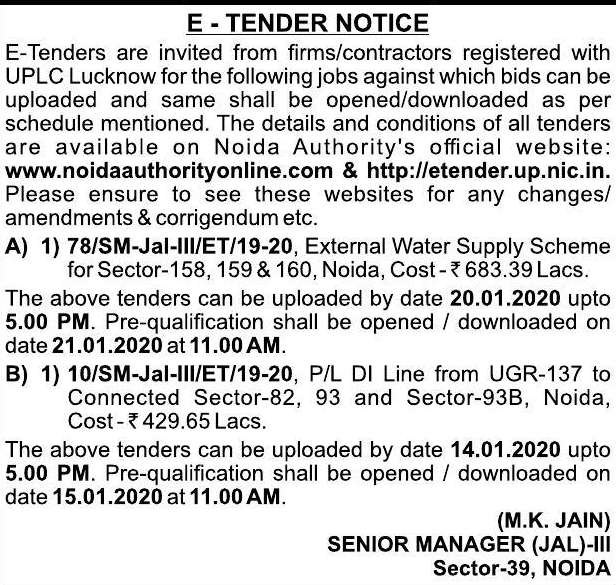 E - TENDER NOTICE
E-Tenders are invited from firms/contractors registered with
UPLC Lucknow for the following jobs against which bids can be
uploaded and same shall be opened/downloaded as per
schedule mentioned. The details and conditions of all tenders
are available on Noida Authority's official website:
www.noidaauthorityonline.com & http://etender.up.nic.in.
Please ensure to see these websites for any changes/
amendments & corrigendum etc.
A) 1) 78/SM-Jal-III/ET/19-20, External Water Supply Scheme
for Sector-158, 159 & 160, Noida, Cost - ₹ 683.39 Lacs.
The above tenders can be uploaded by date 20.01.2020 upto
5.00 PM. Pre-qualification shall be opened / downloaded on
date 21.01.2020 at 11.00 AM.
B) 1) 10/SM-Jal-III/ET/19-20, P/L DI Line from UGR-137 to
Connected Sector-82, 93 and Sector-93B, Noida,
Cost - ₹ 429.65 Lacs.
The above tenders can be uploaded by date 14.01.2020 upto
5.00 PM. Pre-qualification shall be opened / downloaded on
date 15.01.2020 at 11.00 AM.
(M.K. JAIN)
SENIOR MANAGER (JAL)-III
Sector-39, NOIDA